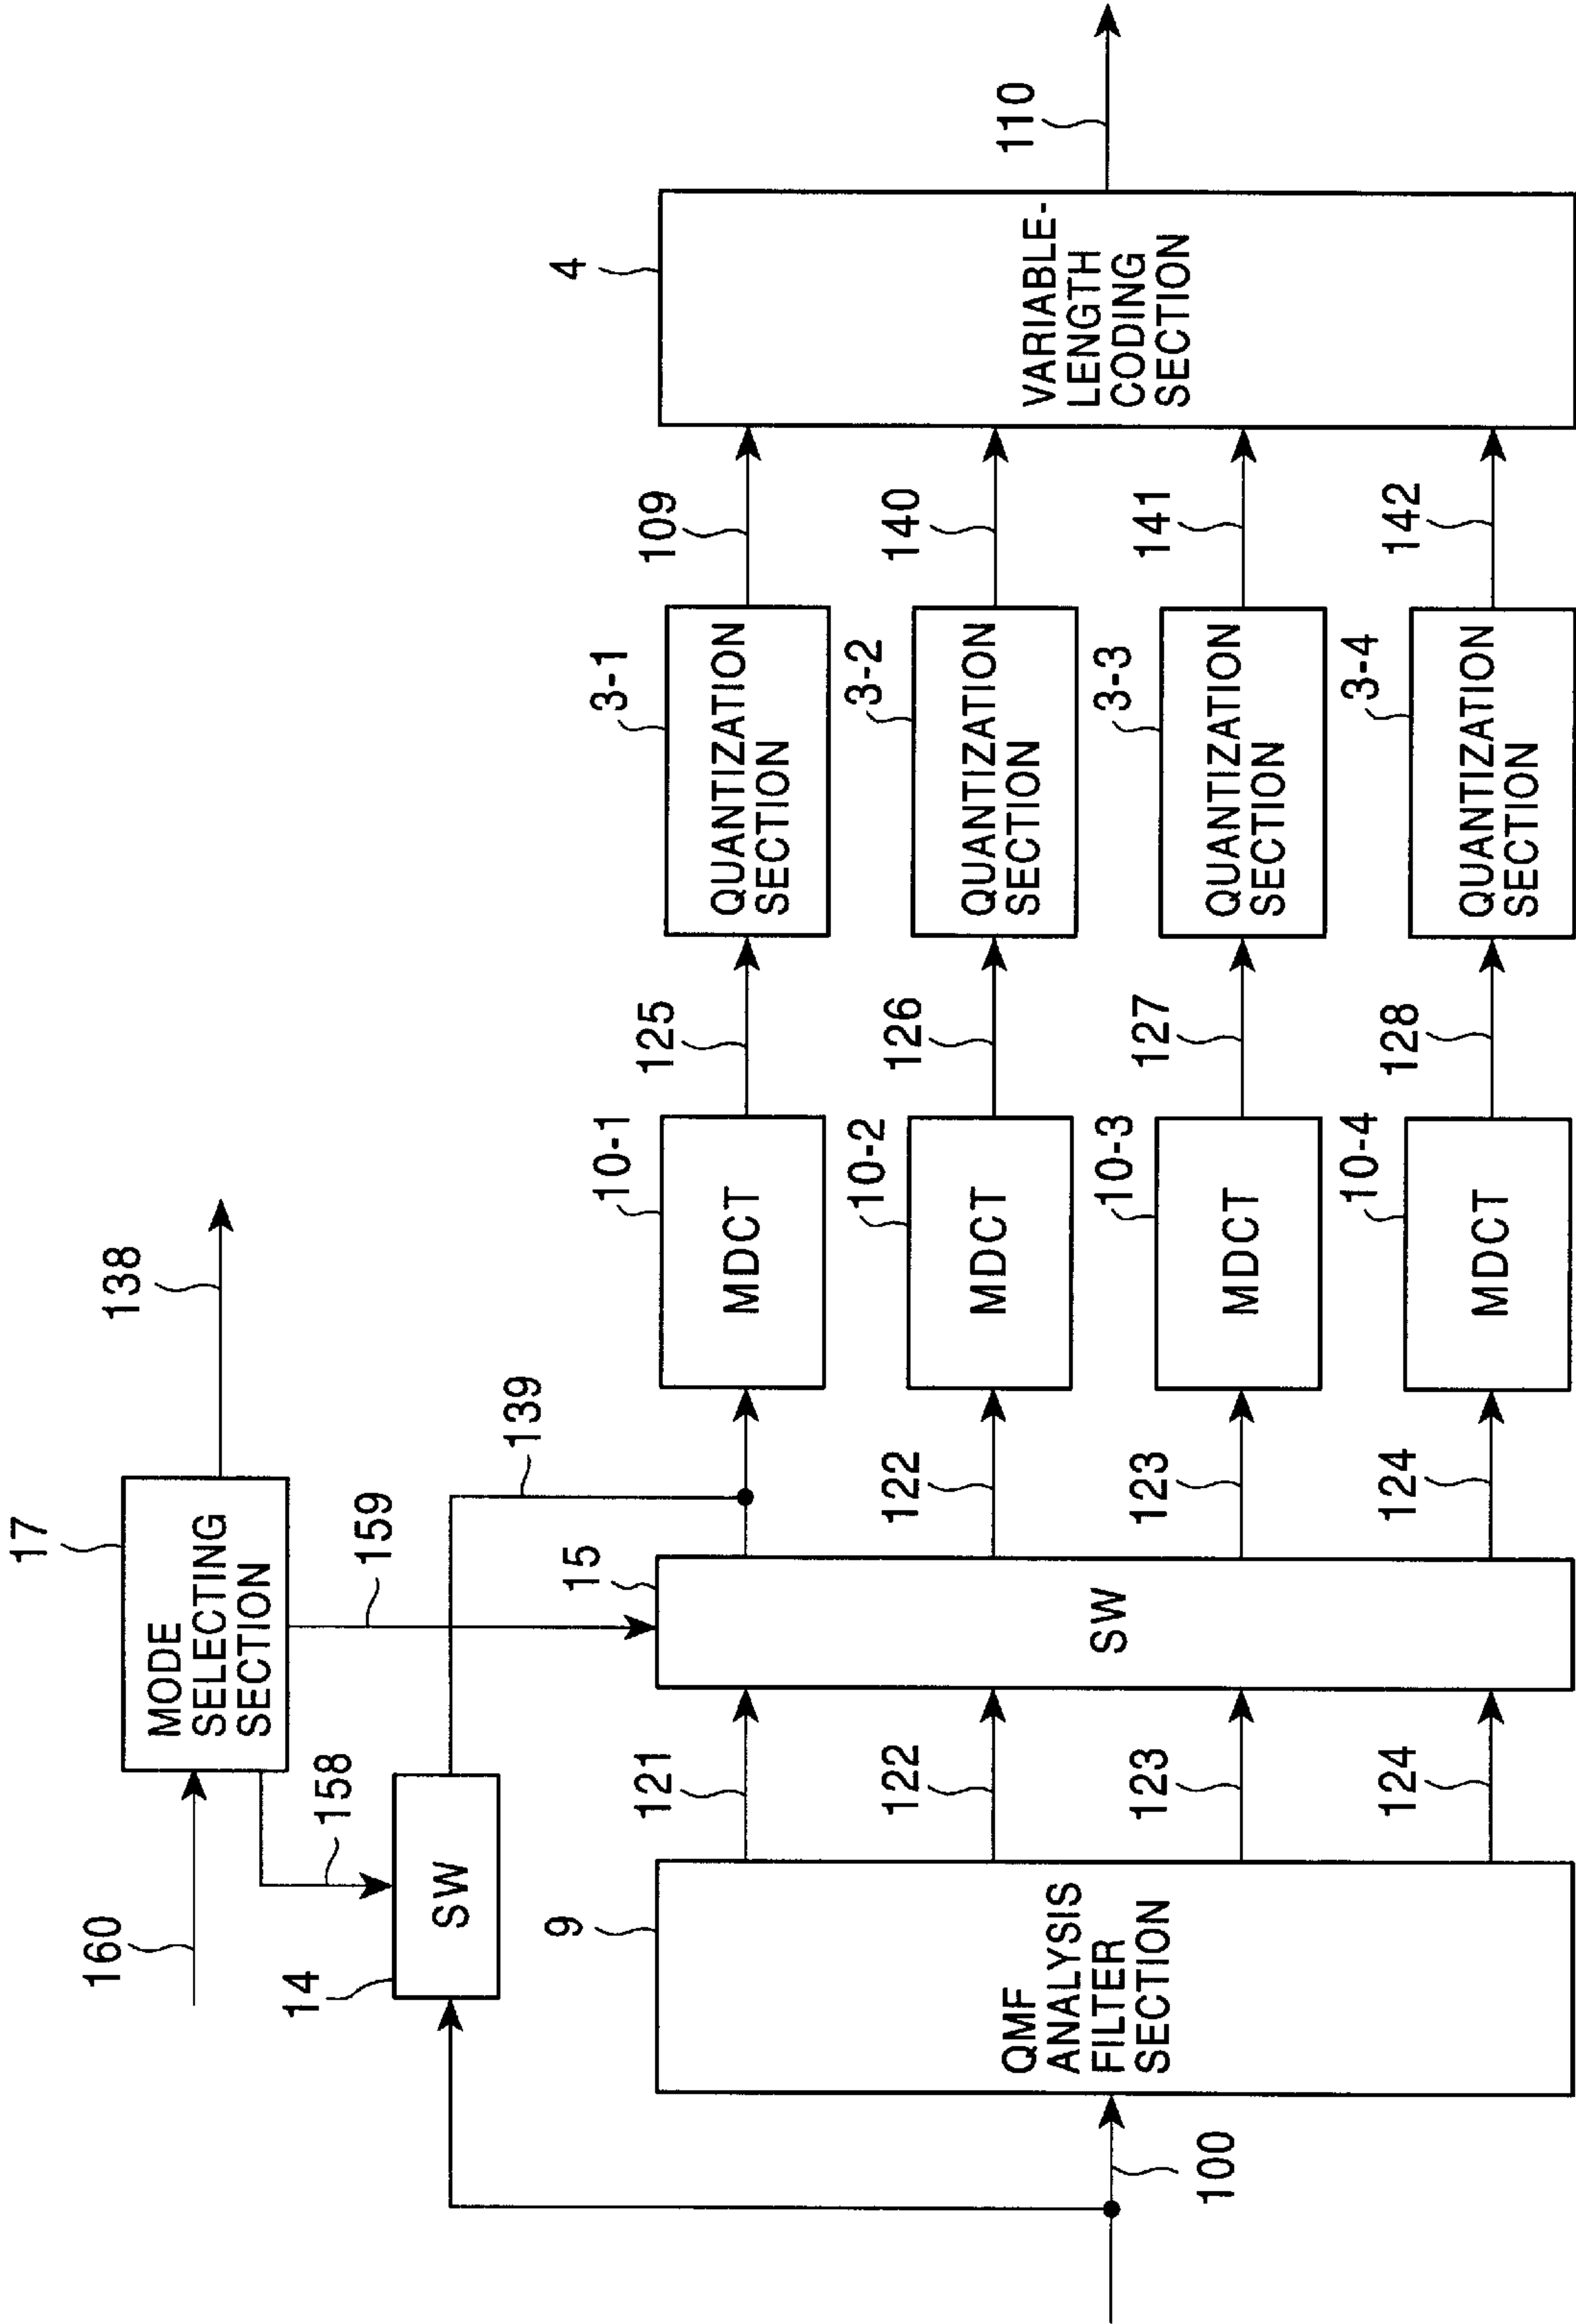 160
17
MODE
SELECTING
SECTION
138
158
159
14
SW
139
100
9
QMF
ANALYSIS
FILTER
SECTION
121
122
123
124
15
SW
122
123
124
10-1
MDCT
10-2
MDCT
10-3
MDCT
10-4
MDCT
125
126
127
128
3-1
QUANTIZATION
SECTION
3-2
QUANTIZATION
SECTION
3-3
QUANTIZATION
SECTION
3-4
QUANTIZATION
SECTION
109
140
141
142
4
VARIABLE-
LENGTH
CODING
SECTION
110